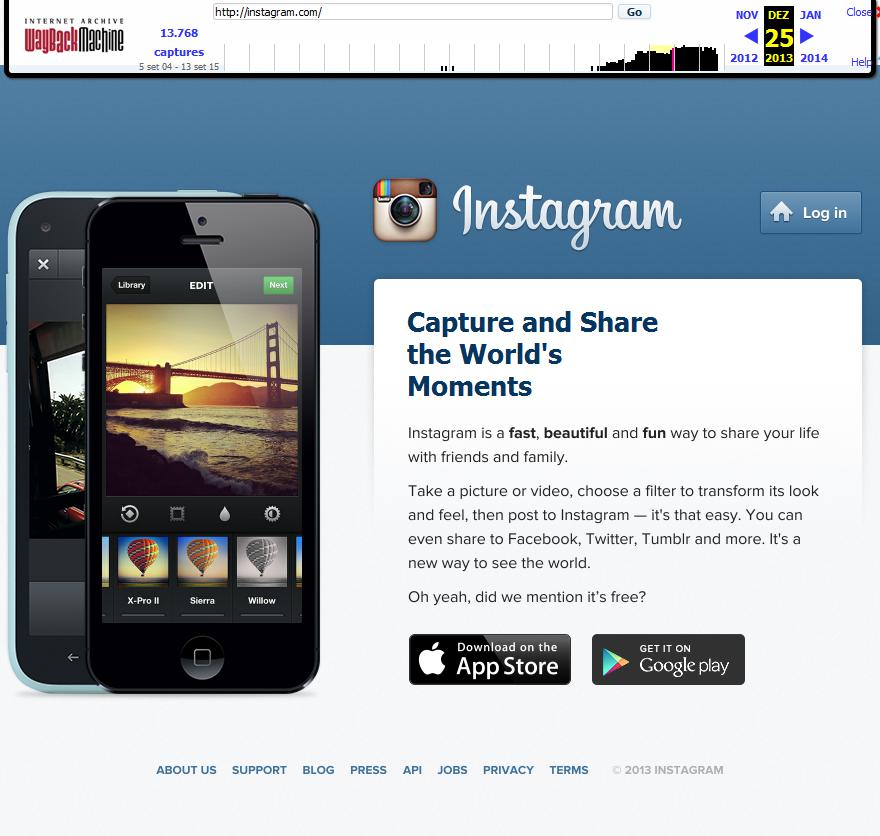 INTERNET ARCHIVE
WayBackMachine
http://instagram.com/
Go
13.768
captures
5 set 04 - 13 set 15
NOV DEZ JAN
25
2012 2013 2014
Close
Help
Instagram
Log in
Library EDIT Next
X-Pro II Sierra Willow
Capture and Share
the World's
Moments
Instagram is a fast, beautiful and fun way to share your life
with friends and family.
Take a picture or video, choose a filter to transform its look
and feel, then post to Instagram — it's that easy. You can
even share to Facebook, Twitter, Tumblr and more. It's a
new way to see the world.
Oh yeah, did we mention it’s free?
Download on the
App Store
GET IT ON
Google play
ABOUT US SUPPORT BLOG PRESS API JOBS PRIVACY TERMS © 2013 INSTAGRAM